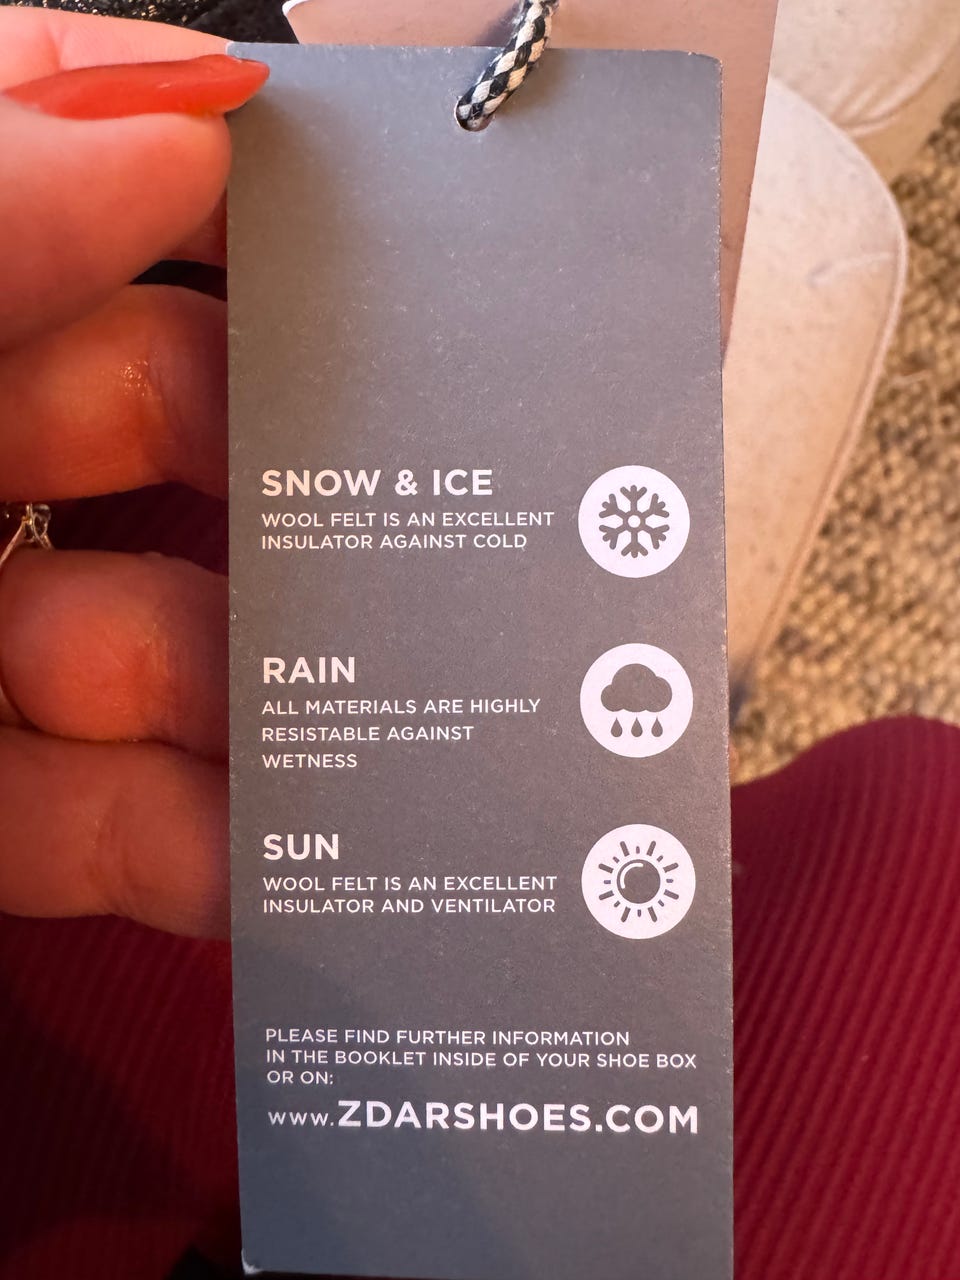 SNOW & ICE
WOOL FELT IS AN EXCELLENT
INSULATOR AGAINST COLD
RAIN
ALL MATERIALS ARE HIGHLY
RESISTABLE AGAINST
WETNESS
SUN
WOOL FELT IS AN EXCELLENT
INSULATOR AND VENTILATOR
PLEASE FIND FURTHER INFORMATION
IN THE BOOKLET INSIDE OF YOUR SHOE BOX
OR ON:
www.ZDARSHOES.COM